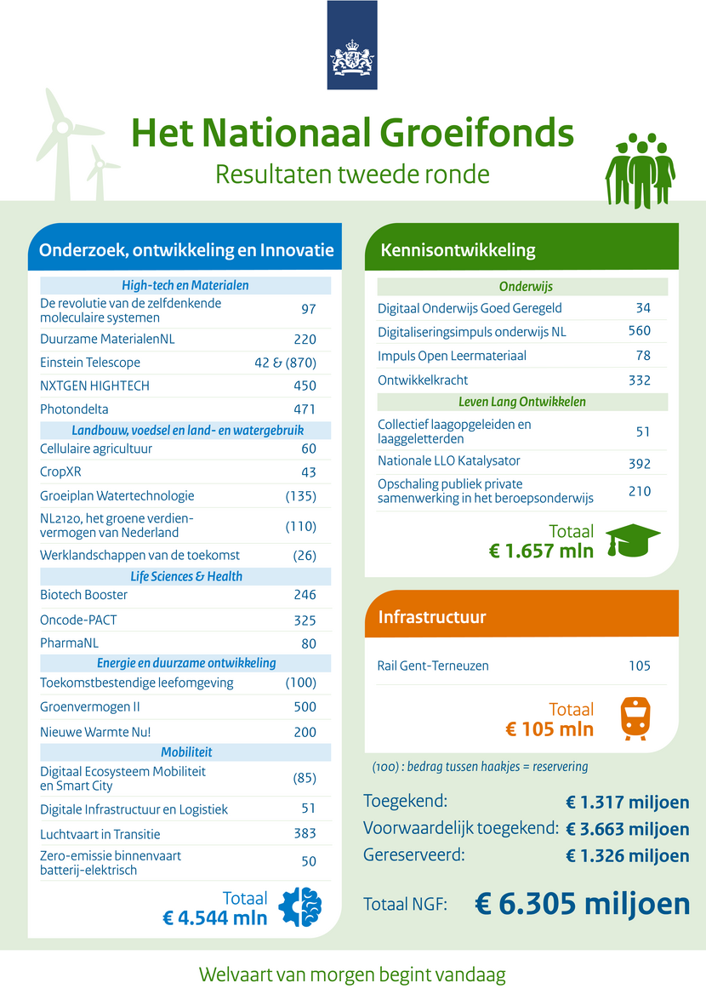 Het Nationaal Groeifonds
Resultaten tweede ronde
Onderzoek, ontwikkeling en Innovatie
High-tech en Materialen
De revolutie van de zelfdenkende
moleculaire systemen 97
Duurzame MaterialenNL 220
Einstein Telescope 42 & (870)
NXTGEN HIGHTECH 450
Photondelta 471
Landbouw, voedsel en land- en watergebruik
Cellulaire agricultuur 60
CropXR 43
Groeiplan Watertechnologie (135)
NL2120, het groene verdien-
vermogen van Nederland (110)
Werklandschappen van de toekomst (26)
Life Sciences & Health
Biotech Booster 246
Oncode-PACT 325
PharmaNL 80
Energie en duurzame ontwikkeling
Toekomstbestendige leefomgeving (100)
Groenvermogen II 500
Nieuwe Warmte Nu! 200
Mobiliteit
Digitaal Ecosysteem Mobiliteit
en Smart City (85)
Digitale Infrastructuur en Logistiek 51
Luchtvaart in Transitie 383
Zero-emissie binnenvaart
batterij-elektrisch 50
Totaal
€ 4.544 mln
Kennisontwikkeling
Onderwijs
Digitaal Onderwijs Goed Geregeld 34
Digitaliseringsimpuls onderwijs NL 560
Impuls Open Leermateriaal 78
Ontwikkelkracht 332
Leven Lang Ontwikkelen
Collectief laagopgeleiden en
laaggeletterden 51
Nationale LLO Katalysator 392
Opschaling publiek private
samenwerking in het beroepsonderwijs 210
Totaal
€ 1.657 mln
Infrastructuur
Rail Gent-Terneuzen 105
Totaal
€ 105 mln
(100) : bedrag tussen haakjes = reservering
Toegekend: € 1.317 miljoen
Voorwaardelijk toegekend: € 3.663 miljoen
Gereserveerd: € 1.326 miljoen
Totaal NGF: € 6.305 miljoen
Welvaart van morgen begint vandaag